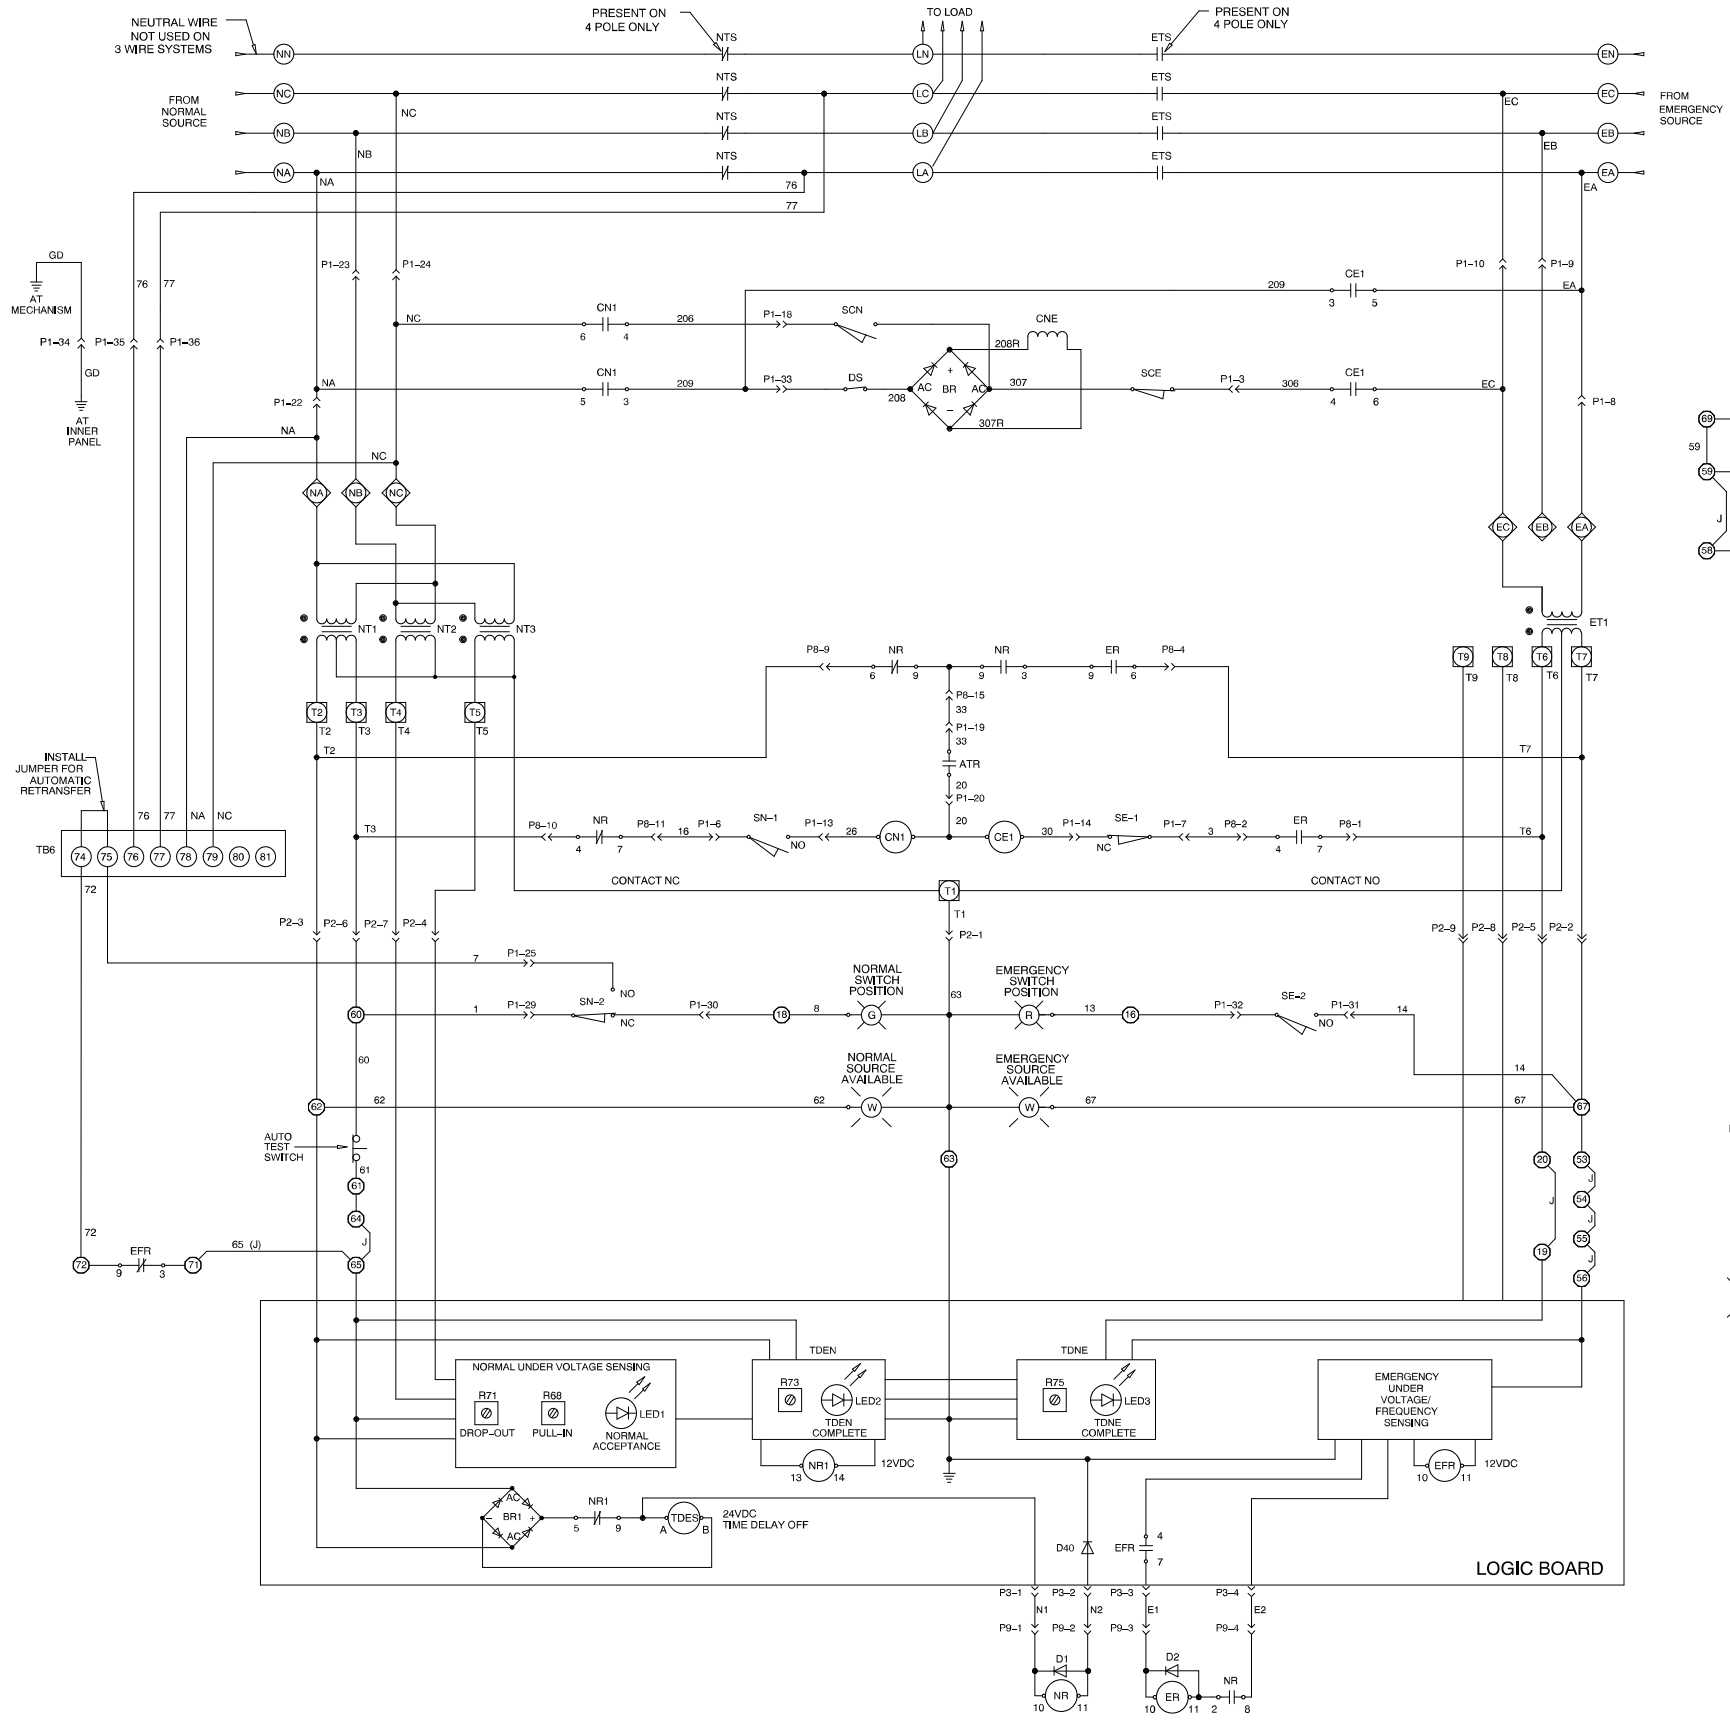 NEUTRAL WIRE
NOT USED ON
3 WIRE SYSTEMS
PRESENT ON
4 POLE ONLY
TO LOAD
PRESENT ON
4 POLE ONLY
NN
NTS
LN
ETS
EN
FROM
NORMAL
SOURCE
NC
NC
NTS
LC
ETS
EC
EC
FROM
EMERGENCY
SOURCE
NB
NB
NTS
LB
ETS
EB
EB
NA
NA
NTS
LA
ETS
EA
EA
76
77
GD
AT
MECHANISM
P1–34
GD
AT
INNER
PANEL
76
77
P1–35
P1–36
P1–23
P1–24
P1–10
P1–9
209
CE1
3
5
EA
NC
CN1
6
4
206
P1–18
SCN
CNE
208R
NA
CN1
5
3
209
P1–33
DS
208
AC
+
BR
–
AC
307
307R
SCE
P1–3
306
CE1
4
6
EC
P1–22
P1–8
NA
NC
NA
NB
NC
EC
EB
EA
69
59
59
J
58
NT1
NT2
NT3
ET1
T9
T8
T6
T7
T9
T8
T6
T7
P8–9
NR
6
9
NR
9
3
ER
9
6
P8–4
P8–15
33
P1–19
33
ATR
20
P1–20
20
T2
T3
T4
T5
T2
T3
T4
T5
T2
T7
INSTALL
JUMPER FOR
AUTOMATIC
RETRANSFER
76
77
NA
NC
TB6
74
75
76
77
78
79
80
81
T3
P8–10
NR
4
7
P8–11
16
P1–6
SN–1
NO
P1–13
26
CN1
CE1
30
P1–14
SE–1
NC
P1–7
3
P8–2
ER
4
7
P8–1
T6
72
CONTACT NC
T1
CONTACT NO
T1
P2–1
P2–3
P2–6
P2–7
P2–4
P2–9
P2–8
P2–5
P2–2
7
P1–25
NO
NORMAL
SWITCH
POSITION
63
EMERGENCY
SWITCH
POSITION
60
1
P1–29
SN–2
NC
P1–30
18
8
G
R
13
16
P1–32
SE–2
NO
P1–31
14
60
NORMAL
SOURCE
AVAILABLE
EMERGENCY
SOURCE
AVAILABLE
14
62
62
62
W
W
67
67
67
AUTO
TEST
SWITCH
61
61
63
20
53
J
54
64
J
J
55
J
72
72
EFR
9
3
71
65 (J)
65
19
56
NORMAL UNDER VOLTAGE SENSING
R71
DROP–OUT
R68
PULL–IN
LED1
NORMAL
ACCEPTANCE
TDEN
R73
LED2
TDEN
COMPLETE
TDNE
R75
LED3
TDNE
COMPLETE
EMERGENCY
UNDER
VOLTAGE/
FREQUENCY
SENSING
NR1
13
14
12VDC
EFR
10
11
12VDC
AC
–
BR1
+
AC
NR1
5
9
TDES
A
B
24VDC
TIME DELAY OFF
D40
EFR
4
7
LOGIC BOARD
P3–1
P3–2
P3–3
P3–4
N1
N2
E1
E2
P9–1
P9–2
P9–3
P9–4
D1
NR
10
11
D2
ER
10
11
NR
2
8